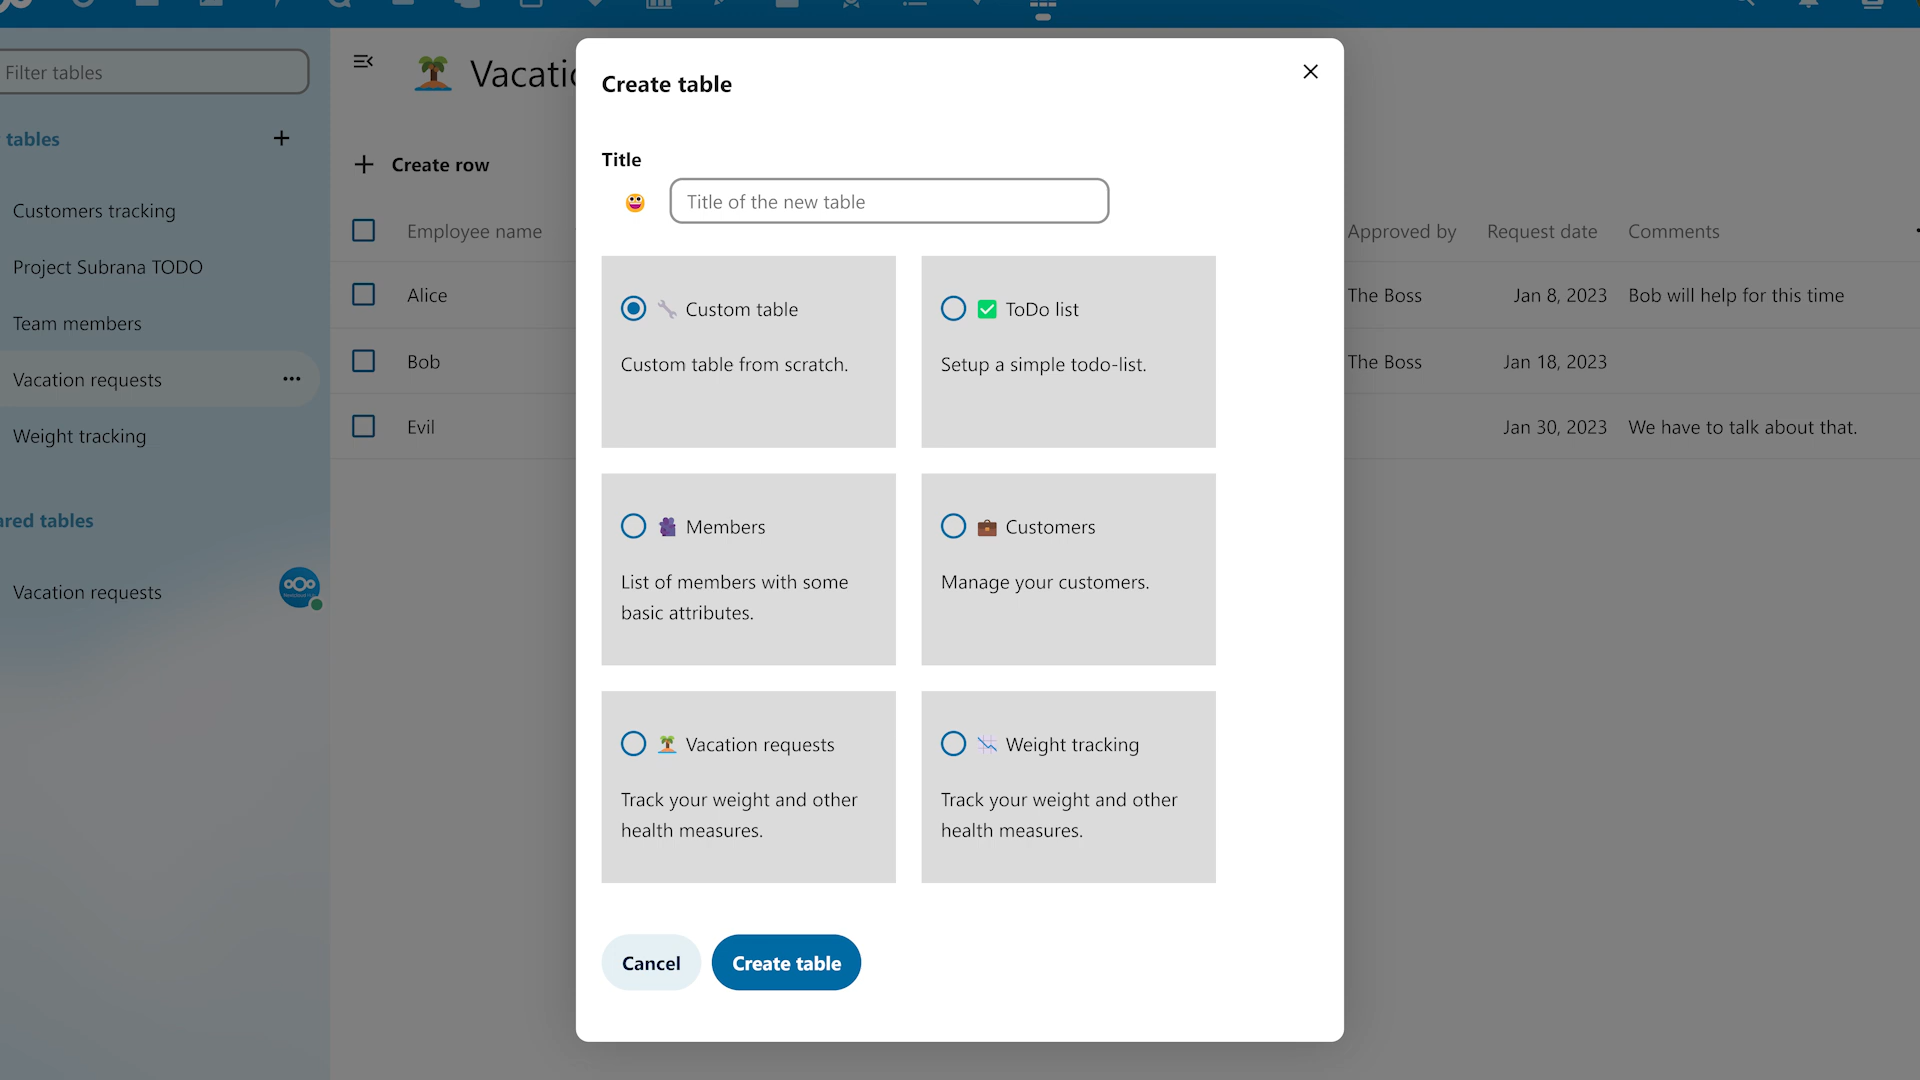 Filter tables
tables
Customers tracking
Project Subrana TODO
Team members
Vacation requests
Weight tracking
ared tables
Vacation requests
Vacatio
Create row
Employee name
Approved by
Request date
Comments
Alice
The Boss
Jan 8, 2023
Bob will help for this time
Bob
The Boss
Jan 18, 2023
Evil
Jan 30, 2023
We have to talk about that.
Create table
Title
Title of the new table
Custom table
Custom table from scratch.
ToDo list
Setup a simple todo-list.
Members
List of members with some
basic attributes.
Customers
Manage your customers.
Vacation requests
Track your weight and other
health measures.
Weight tracking
Track your weight and other
health measures.
Cancel
Create table